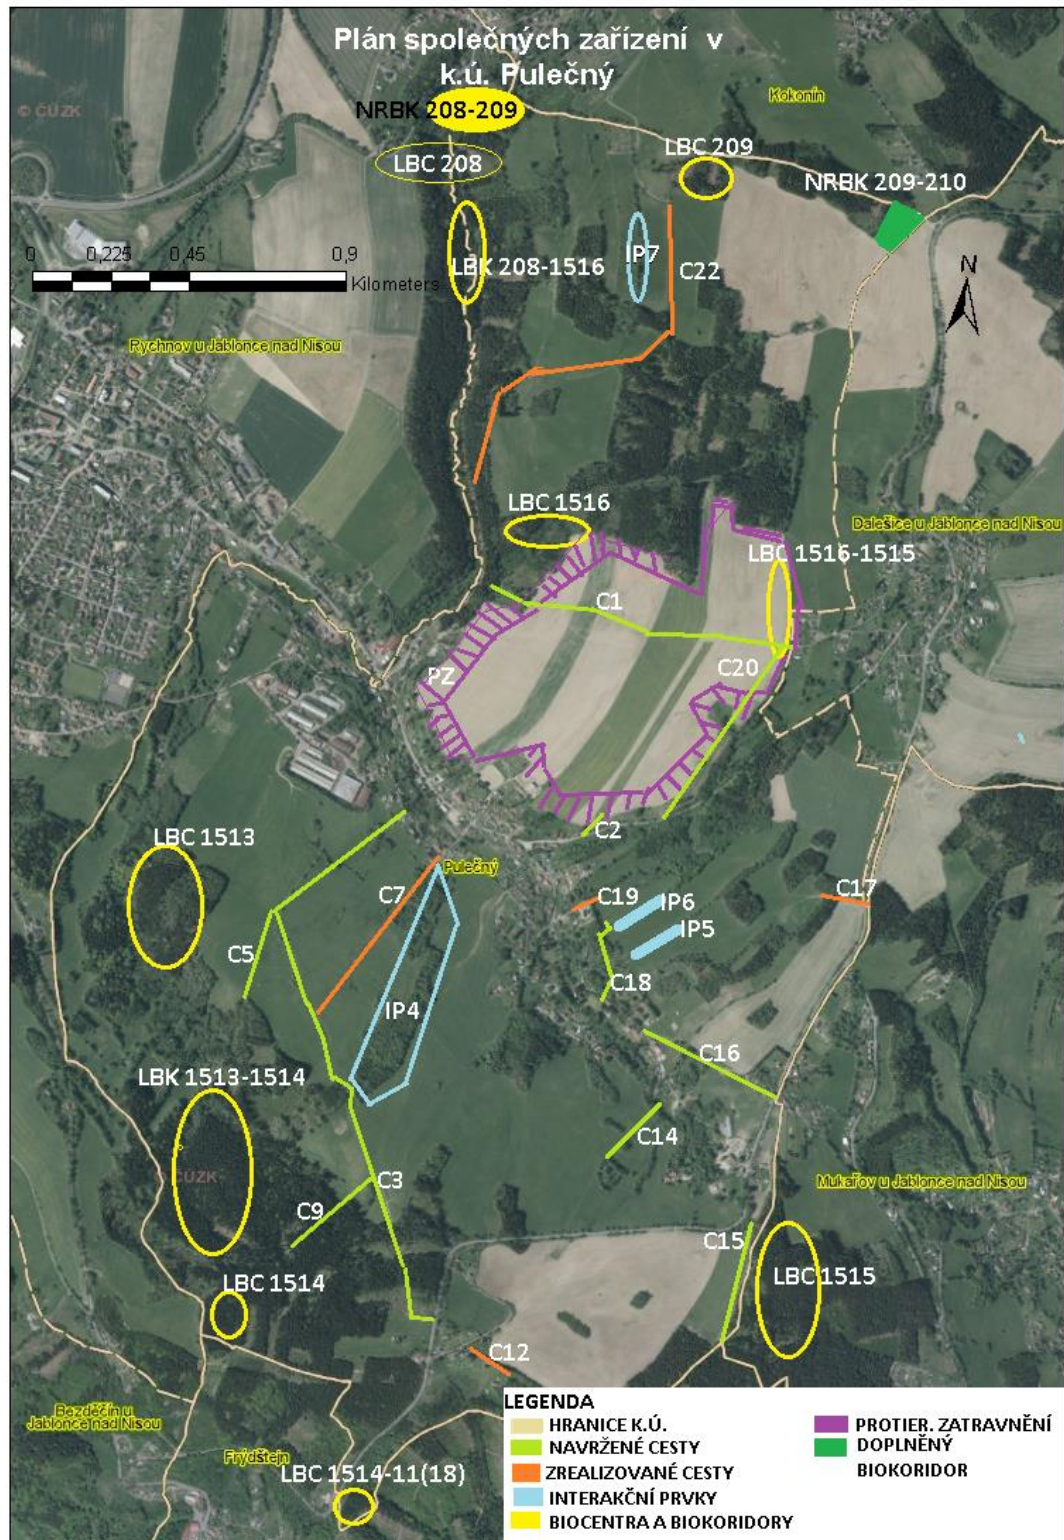 Plán společných zařízení v
k.ú. Pulečný
© ČÚZK
Kokonín
NRBK 208-209
LBC 208
LBC 209
NRBK 209-210
0 0,225 0,45 0,9
Kilometers
LBK 208-1516
IP7
C22
N
Rychnov u Jablonce nad Nisou
LBC 1516
Dalešice u Jablonce nad Nisou
LBC 1516-1515
C1
C20
PZ
C2
LBC 1513
Pulečný
C7
C19
IP6
C17
IP5
C5
C18
IP4
C16
LBK 1513-1514
C14
© ČÚZK
C3
Mukařov u Jablonce nad Nisou
C9
C15
LBC 1514
LBC 1515
C12
Bezděčín u
Jablonce nad Nisou
Frýdštejn
LBC 1514-11(18)
LEGENDA
HRANICE K.Ú.
NAVRŽENÉ CESTY
ZREALIZOVANÉ CESTY
INTERAKČNÍ PRVKY
BIOCENTRA A BIOKORIDORY
PROTIER. ZATRAVNĚNÍ
DOPLNĚNÝ
BIOKORIDOR